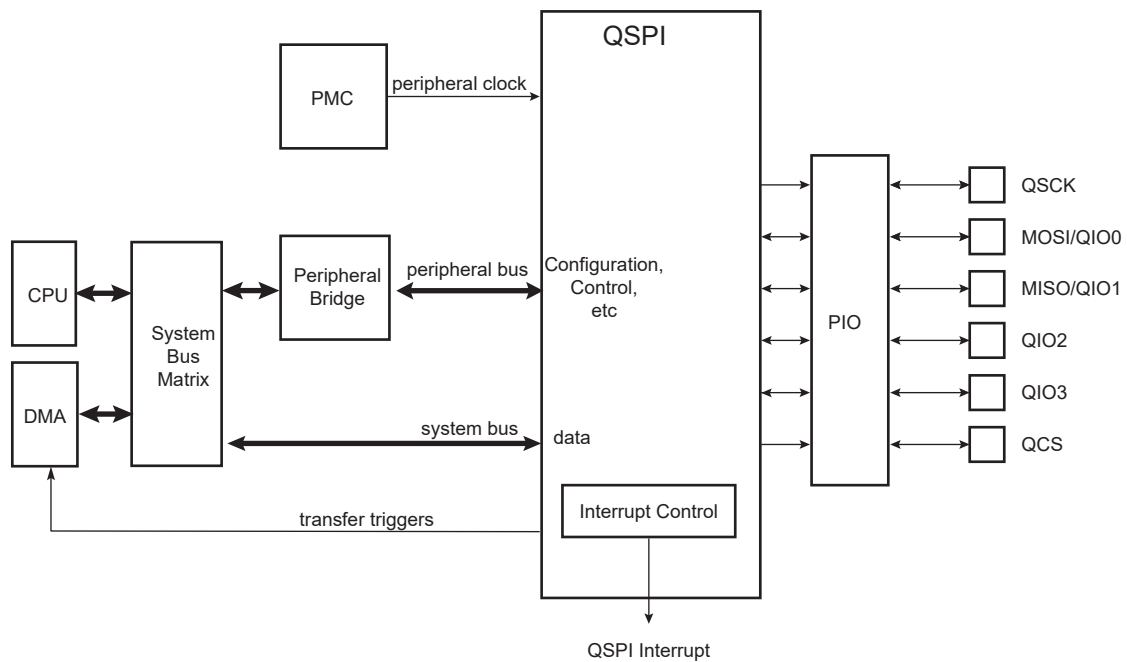 QSPI
peripheral clock
PMC
QSCK
MOSI/QIO0
peripheral bus
Configuration,
Control,
etc
Peripheral
Bridge
CPU
MISO/QIO1
PIO
System
Bus
Matrix
QIO2
QIO3
DMA
system bus
data
QCS
Interrupt Control
transfer triggers
QSPI Interrupt